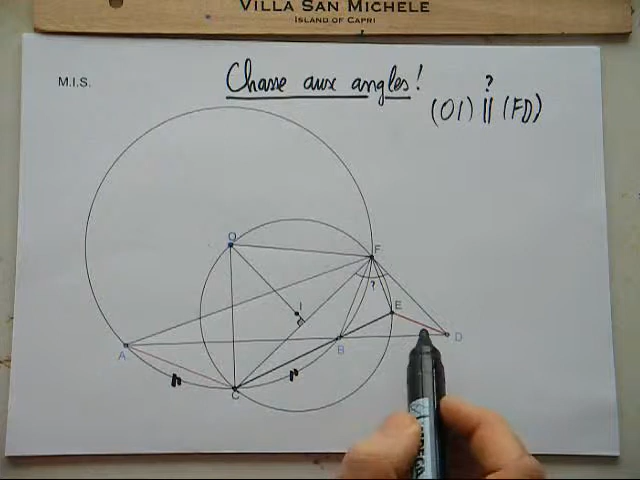 VILLA SAN MICHELE
ISLAND OF CAPRI
M.I.S.
Chasse aux angles!
?
(OI) || (FD)
O
F
?
I
E
A
B
D
C
r
r